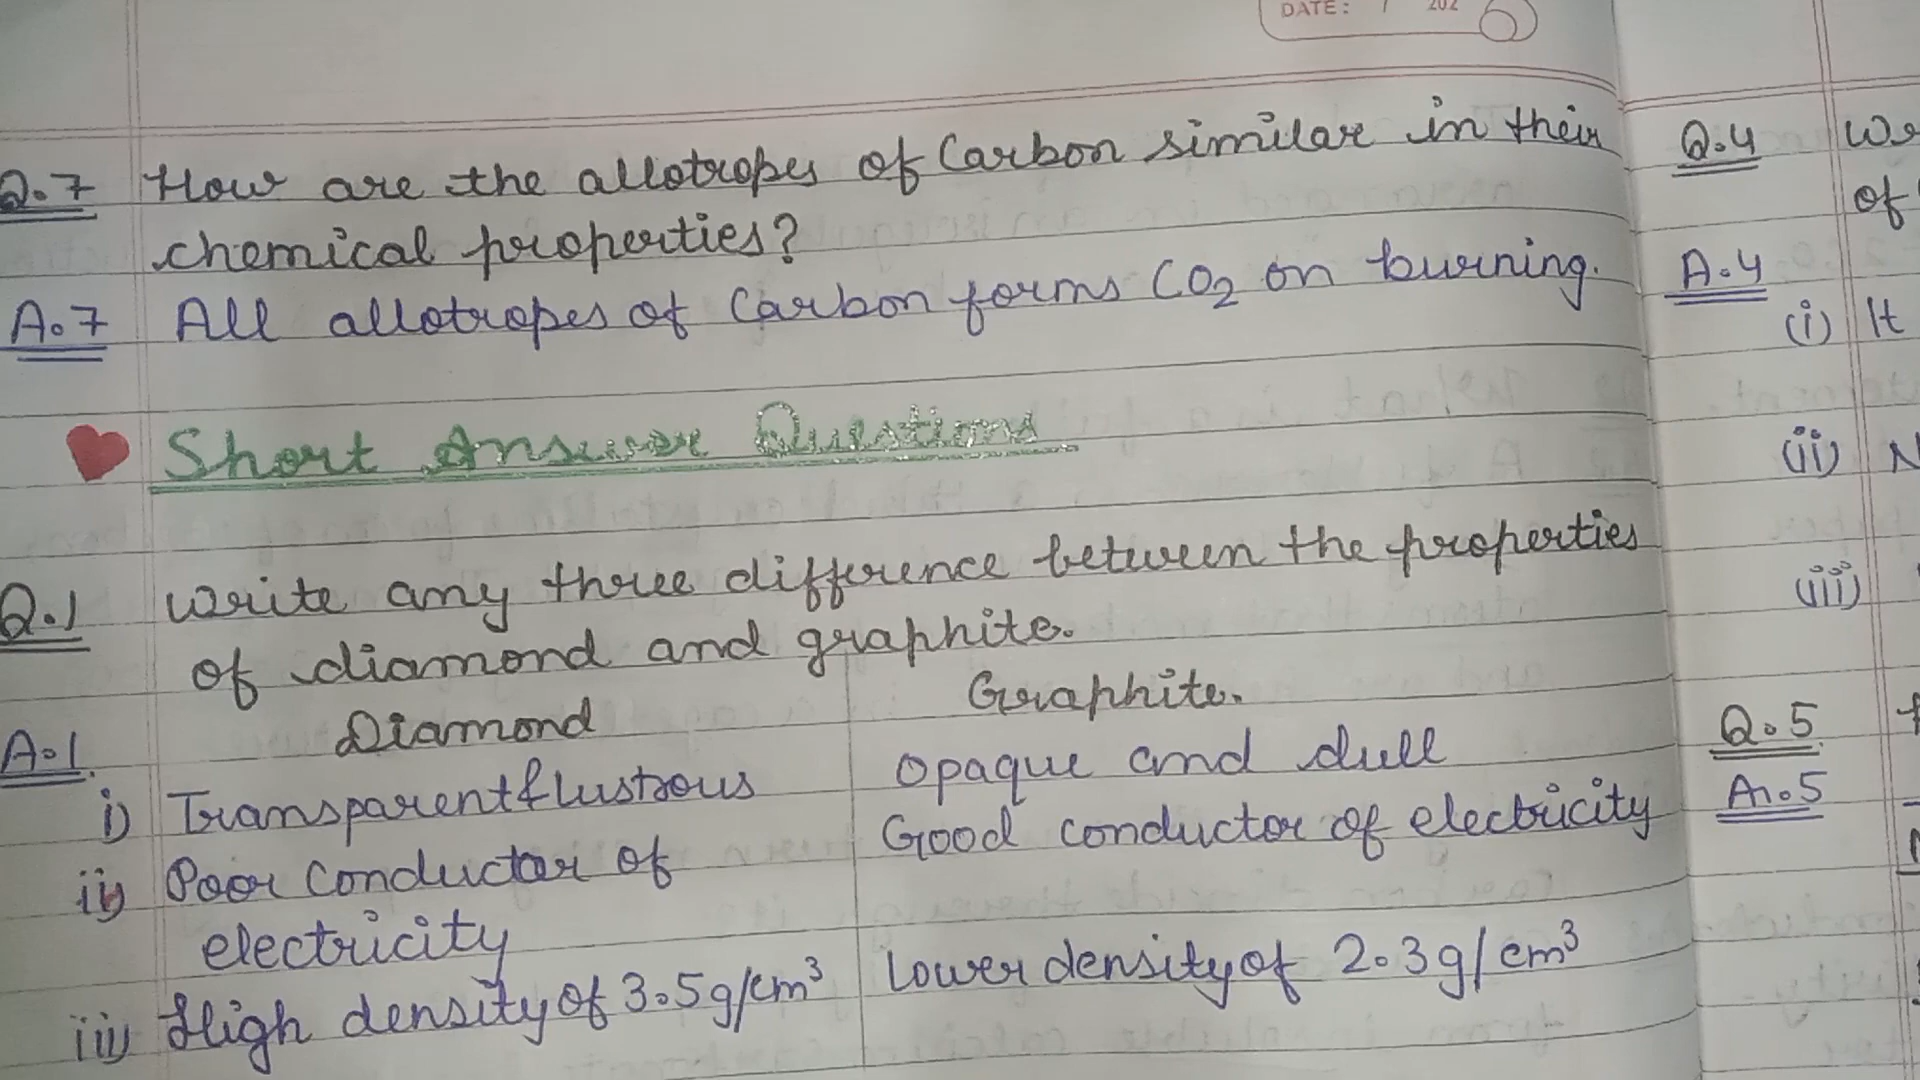 DATE: / 202
Q.7 How are the allotropes of Carbon similar in their
chemical properties?
A.7 All allotropes of Carbon forms CO2 on burning.
Short Answer Questions
Q.1 Write any three difference between the properties
of diamond and graphite.
A.1 Diamond Graphite.
i) Transparent & lustrous Opaque and dull
ii) Poor Conductor of Good conductor of electricity
electricity
iii) High density of 3.5g/cm³ Lower density of 2.3g/cm³
Q.4
of
A.4
(i) It
(ii)
(iii)
Q.5
A.5